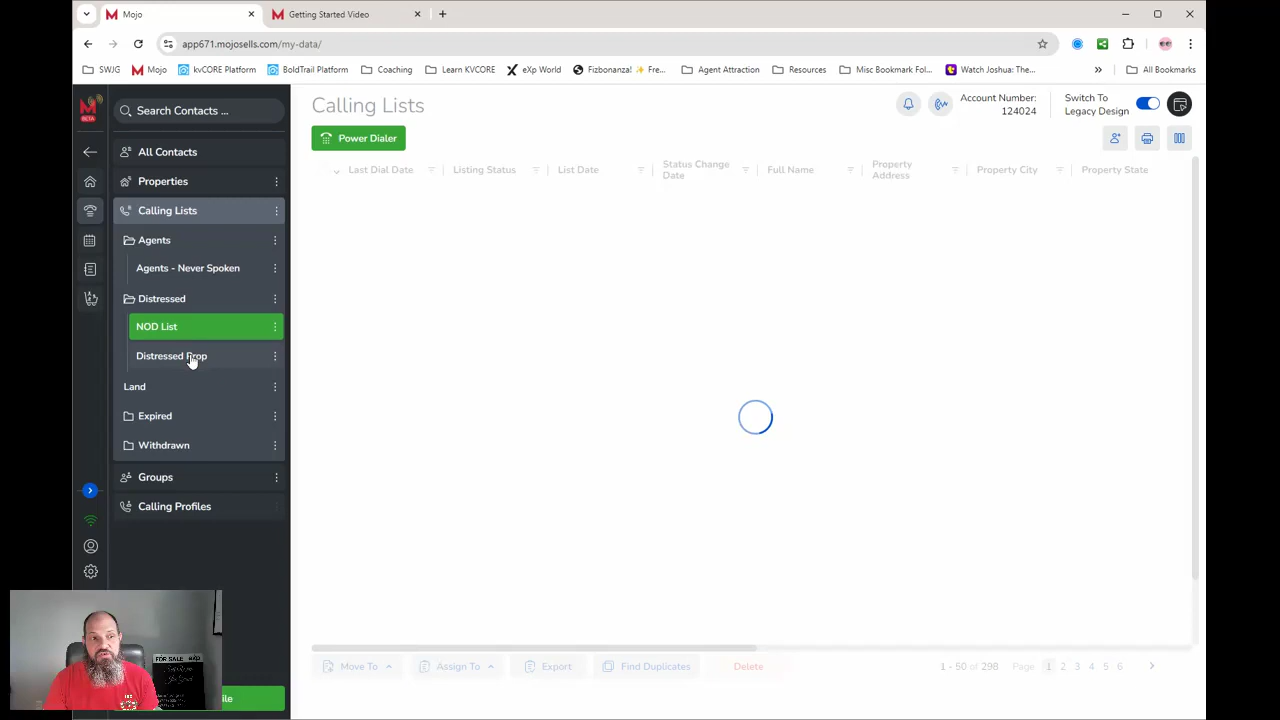 Mojo
Getting Started Video
app671.mojosells.com/my-data/
SWJG
Mojo
kvCORE Platform
BoldTrail Platform
Coaching
Learn KVCORE
eXp World
Fizbonanza! ✨ Fre...
Agent Attraction
Resources
Misc Bookmark Fol...
Watch Joshua: The...
All Bookmarks
BETA
Search Contacts ...
Calling Lists
Account Number:
124024
Switch To
Legacy Design
Power Dialer
All Contacts
Properties
Calling Lists
Agents
Agents - Never Spoken
Distressed
NOD List
Distressed Prop
Land
Expired
Withdrawn
Groups
Calling Profiles
Last Dial Date
Listing Status
List Date
Status Change
Date
Full Name
Property
Address
Property City
Property State
FOR SALE
Move To
Assign To
Export
Find Duplicates
Delete
1 - 50 of 298
Page
1 2 3 4 5 6